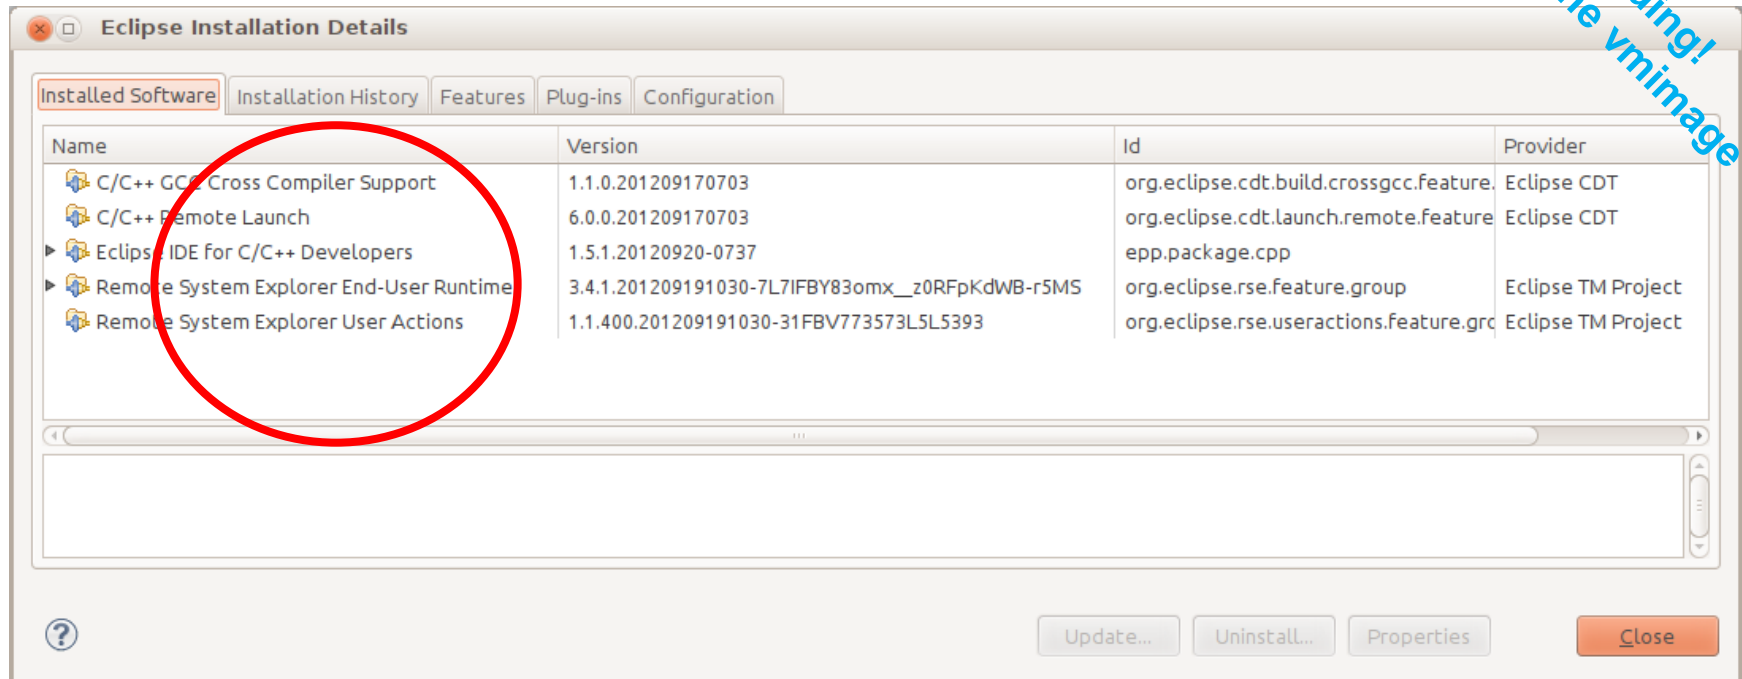 Eclipse Installation Details
ing!
vmimage
Installed Software Installation History Features Plug-ins Configuration
Name Version Id Provider
C/C++ GCC Cross Compiler Support 1.1.0.201209170703 org.eclipse.cdt.build.crossgcc.feature. Eclipse CDT
C/C++ Remote Launch 6.0.0.201209170703 org.eclipse.cdt.launch.remote.feature Eclipse CDT
Eclipse IDE for C/C++ Developers 1.5.1.20120920-0737 epp.package.cpp
Remote System Explorer End-User Runtime 3.4.1.201209191030-7L7IFBY83omx__z0RFpKdWB-r5MS org.eclipse.rse.feature.group Eclipse TM Project
Remote System Explorer User Actions 1.1.400.201209191030-31FBV773573L5L5393 org.eclipse.rse.useractions.feature.grc Eclipse TM Project
Update... Uninstall... Properties Close